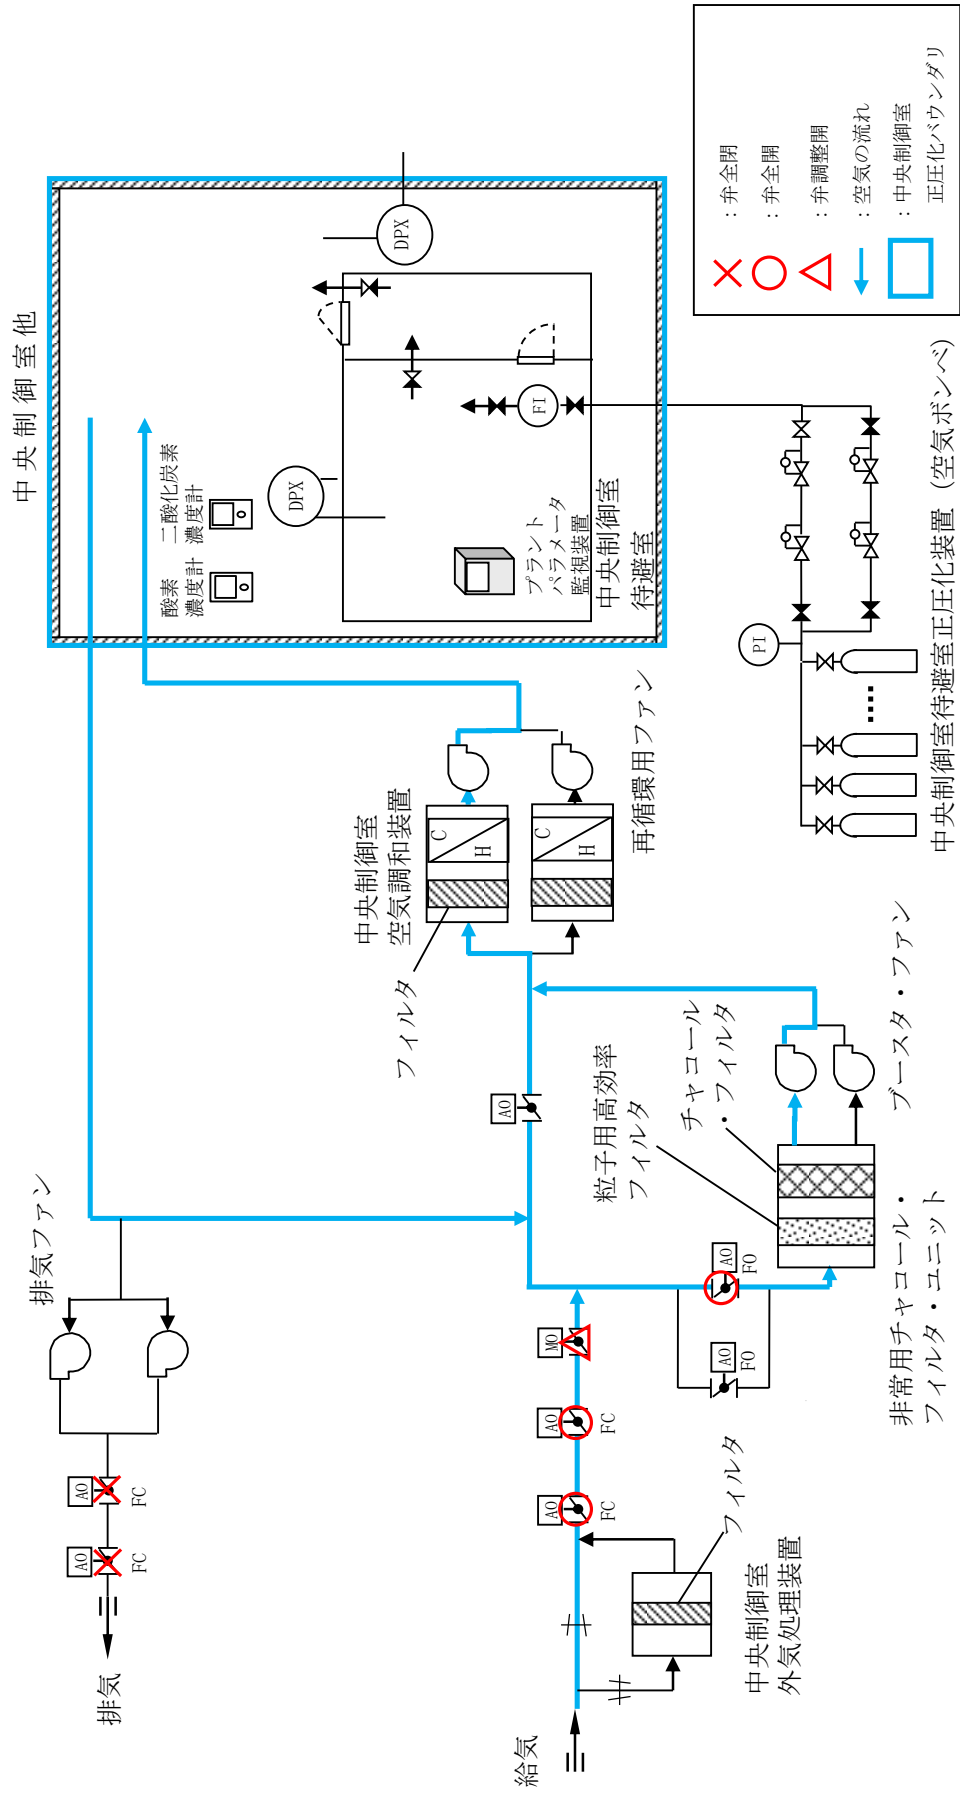 中央制御室他
DPX
DPX
酸素
濃度計
二酸化炭素
濃度計
FI
プラント
パラメータ
監視装置
中央制御室
待避室
排気
AO
FC
AO
FC
排気ファン
中央制御室
空気調和装置
フィルタ
C
H
C
H
再循環用ファン
PI
中央制御室待避室正圧化装置（空気ボンベ）
給気
AO
FC
AO
FC
MO
AO
AO
FO
AO
FO
フィルタ
中央制御室
外気処理装置
粒子用高効率
フィルタ
チャコール
・フィルタ
ブースタ・ファン
非常用チャコール・
フィルタ・ユニット
：弁全閉
：弁全開
：弁調整開
：空気の流れ
：中央制御室
正圧化バウンダリ